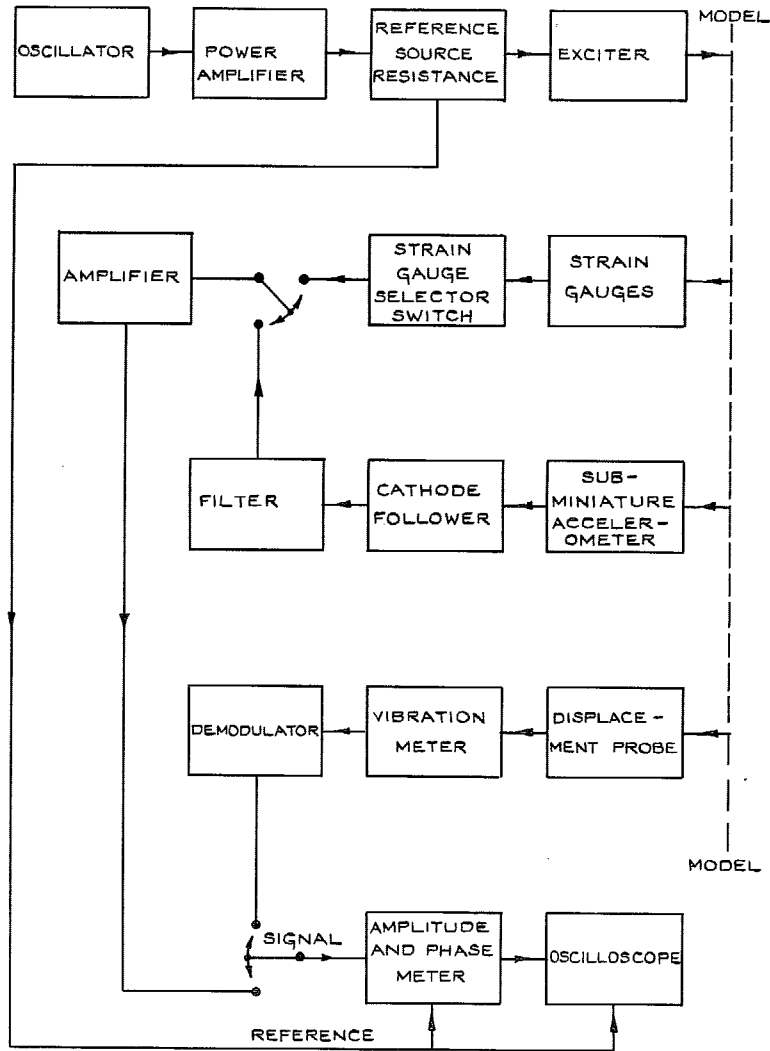 MODEL
OSCILLATOR
POWER
AMPLIFIER
REFERENCE
SOURCE
RESISTANCE
EXCITER
AMPLIFIER
STRAIN
GAUGE
SELECTOR
SWITCH
STRAIN
GAUGES
FILTER
CATHODE
FOLLOWER
SUB-
MINIATURE
ACCELER-
OMETER
DEMODULATOR
VIBRATION
METER
DISPLACE-
MENT PROBE
MODEL
SIGNAL
AMPLITUDE
AND PHASE
METER
OSCILLOSCOPE
REFERENCE